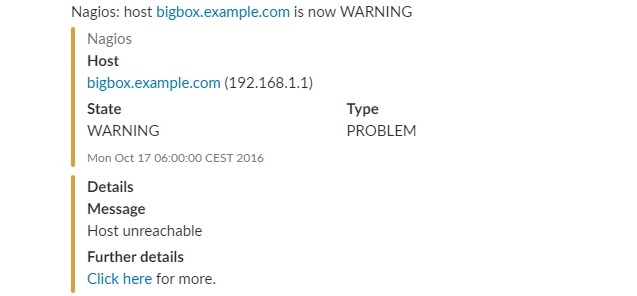 Nagios: host bigbox.example.com is now WARNING
Nagios
Host
bigbox.example.com (192.168.1.1)
State Type
WARNING PROBLEM
Mon Oct 17 06:00:00 CEST 2016
Details
Message
Host unreachable
Further details
Click here for more.